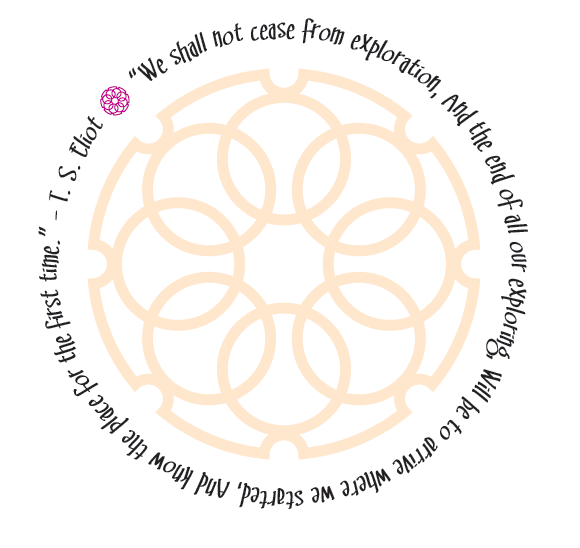 "We shall not cease from exploration, And the end of all our exploring, Will be to arrive where we started, And know the place for the first time." - T. S. Eliot